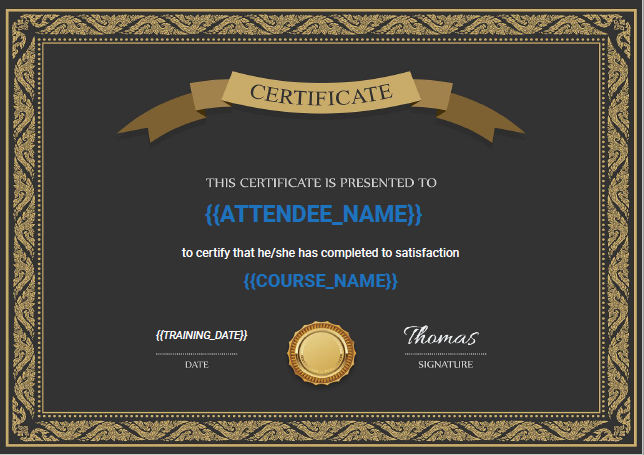 CERTIFICATE
THIS CERTIFICATE IS PRESENTED TO
{{ATTENDEE_NAME}}
to certify that he/she has completed to satisfaction
{{COURSE_NAME}}
{{TRAINING_DATE}}
Thomas
DATE
SIGNATURE